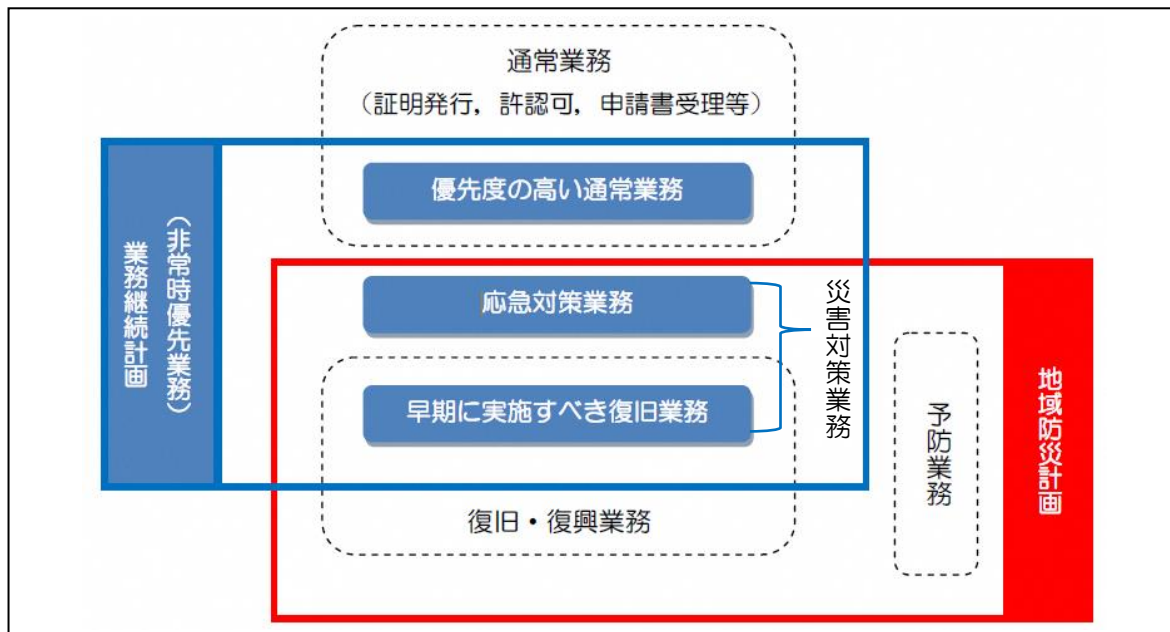 通常業務
（証明発行，許認可，申請書受理等）
優先度の高い通常業務
（非常時優先業務）
業務継続計画
応急対策業務
災害対策業務
早期に実施すべき復旧業務
復旧・復興業務
予防業務
地域防災計画